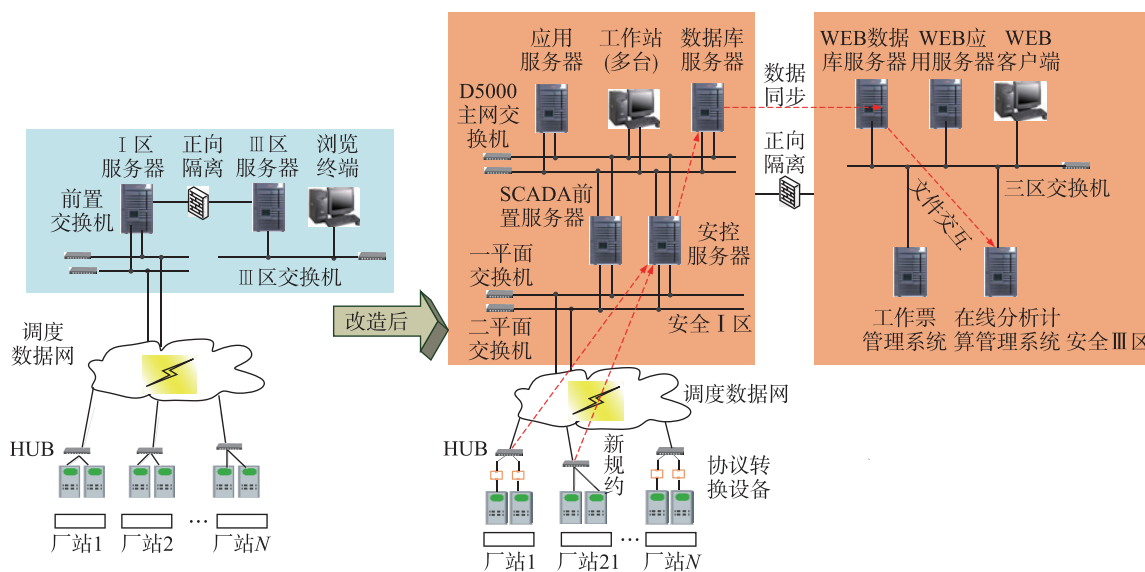 Ⅰ区
服务器
正向
隔离
Ⅲ区
服务器
浏览
终端
前置
交换机
Ⅲ区交换机
调度
数据网
HUB
厂站1
厂站2
…
厂站N
改造后
应用
服务器
工作站
(多台)
数据库
服务器
D5000
主网交
换机
SCADA前
置服务器
安控
服务器
一平面
交换机
二平面
交换机
安全Ⅰ区
数据
同步
正向
隔离
WEB数据
库服务器
WEB应
用服务器
WEB
客户端
三区交换机
文件交互
工作票
管理系统
在线分析计
算管理系统
安全Ⅲ区
调度数据网
HUB
新规约
协议转
换设备
厂站1
厂站21
…
厂站N